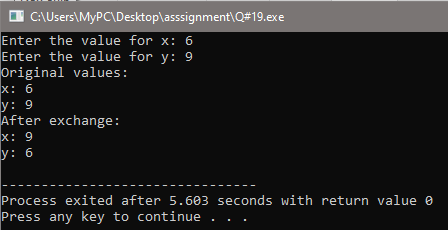 C:\Users\MyPC\Desktop\asssignment\Q#19.exe
Enter the value for x: 6
Enter the value for y: 9
Original values:
x: 6
y: 9
After exchange:
x: 9
y: 6
--------------------------------
Process exited after 5.603 seconds with return value 0
Press any key to continue . . .